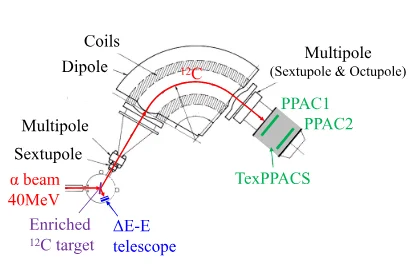 Coils
Dipole
¹²C
Multipole
(Sextupole & Octupole)
PPAC1
PPAC2
Multipole
Sextupole
TexPPACS
α beam
40MeV
Enriched
¹²C target
ΔE-E
telescope